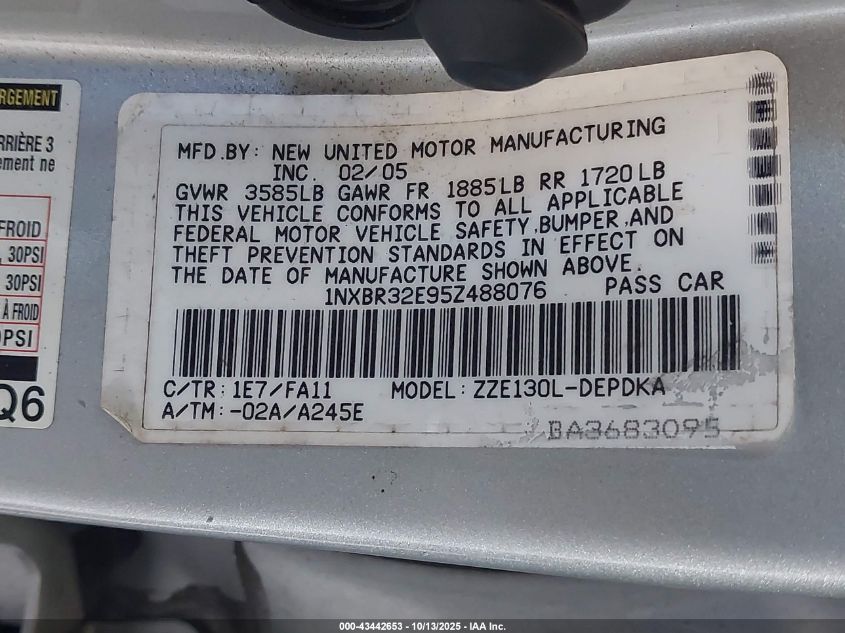 RGEMENT
RRIÈRE 3
ement ne
FROID
, 30PSI
30PSI
À FROID
0PSI
Q6
MFD.BY: NEW UNITED MOTOR MANUFACTURING
INC. 02/05
GVWR 3585LB GAWR FR 1885LB RR 1720LB
THIS VEHICLE CONFORMS TO ALL APPLICABLE
FEDERAL MOTOR VEHICLE SAFETY,BUMPER,AND
THEFT PREVENTION STANDARDS IN EFFECT ON
THE DATE OF MANUFACTURE SHOWN ABOVE.
1NXBR32E95Z488076 PASS CAR
C/TR: 1E7/FA11 MODEL: ZZE130L-DEPDKA
A/TM: -02A/A245E
BA3683095
000-43442653 | 10/13/2025 - IAA Inc.